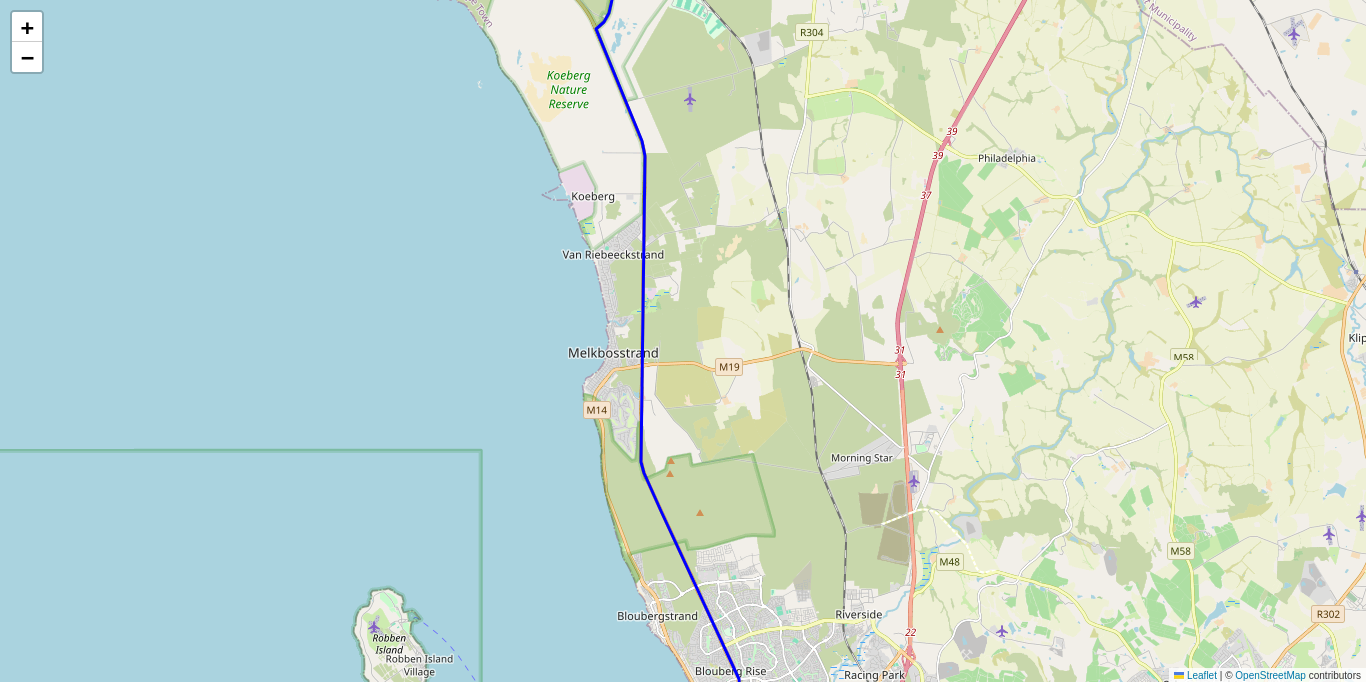 +
−
e Town
Koeberg
Nature
Reserve
R304
Municipality
39
39
Philadelphia
37
Koeberg
Van Riebeeckstrand
Melkbosstrand
M19
31
31
M58
Klip
M14
Morning Star
M58
M48
Bloubergstrand
Riverside
R302
22
Robben
Island
Robben Island
Village
Blouberg Rise
Racing Park
Leaflet | © OpenStreetMap contributors